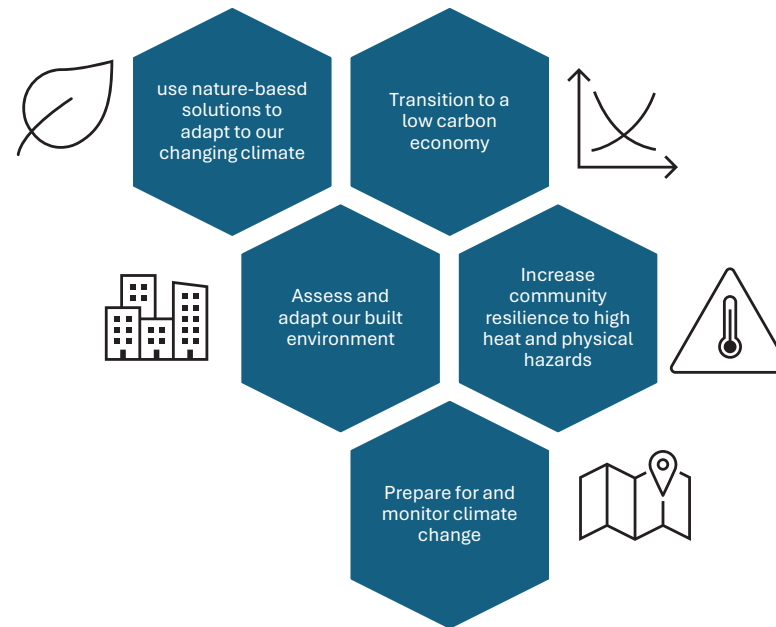 use nature-baesd
solutions to
adapt to our
changing climate
Transition to a
low carbon
economy
Assess and
adapt our built
environment
Increase
community
resilience to high
heat and physical
hazards
Prepare for and
monitor climate
change